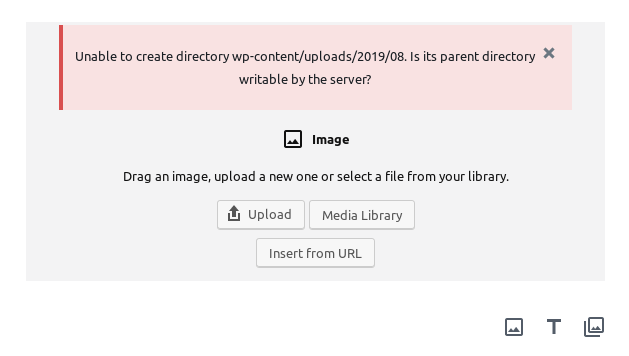 Unable to create directory wp-content/uploads/2019/08. Is its parent directory
writable by the server?
Image
Drag an image, upload a new one or select a file from your library.
Upload
Media Library
Insert from URL